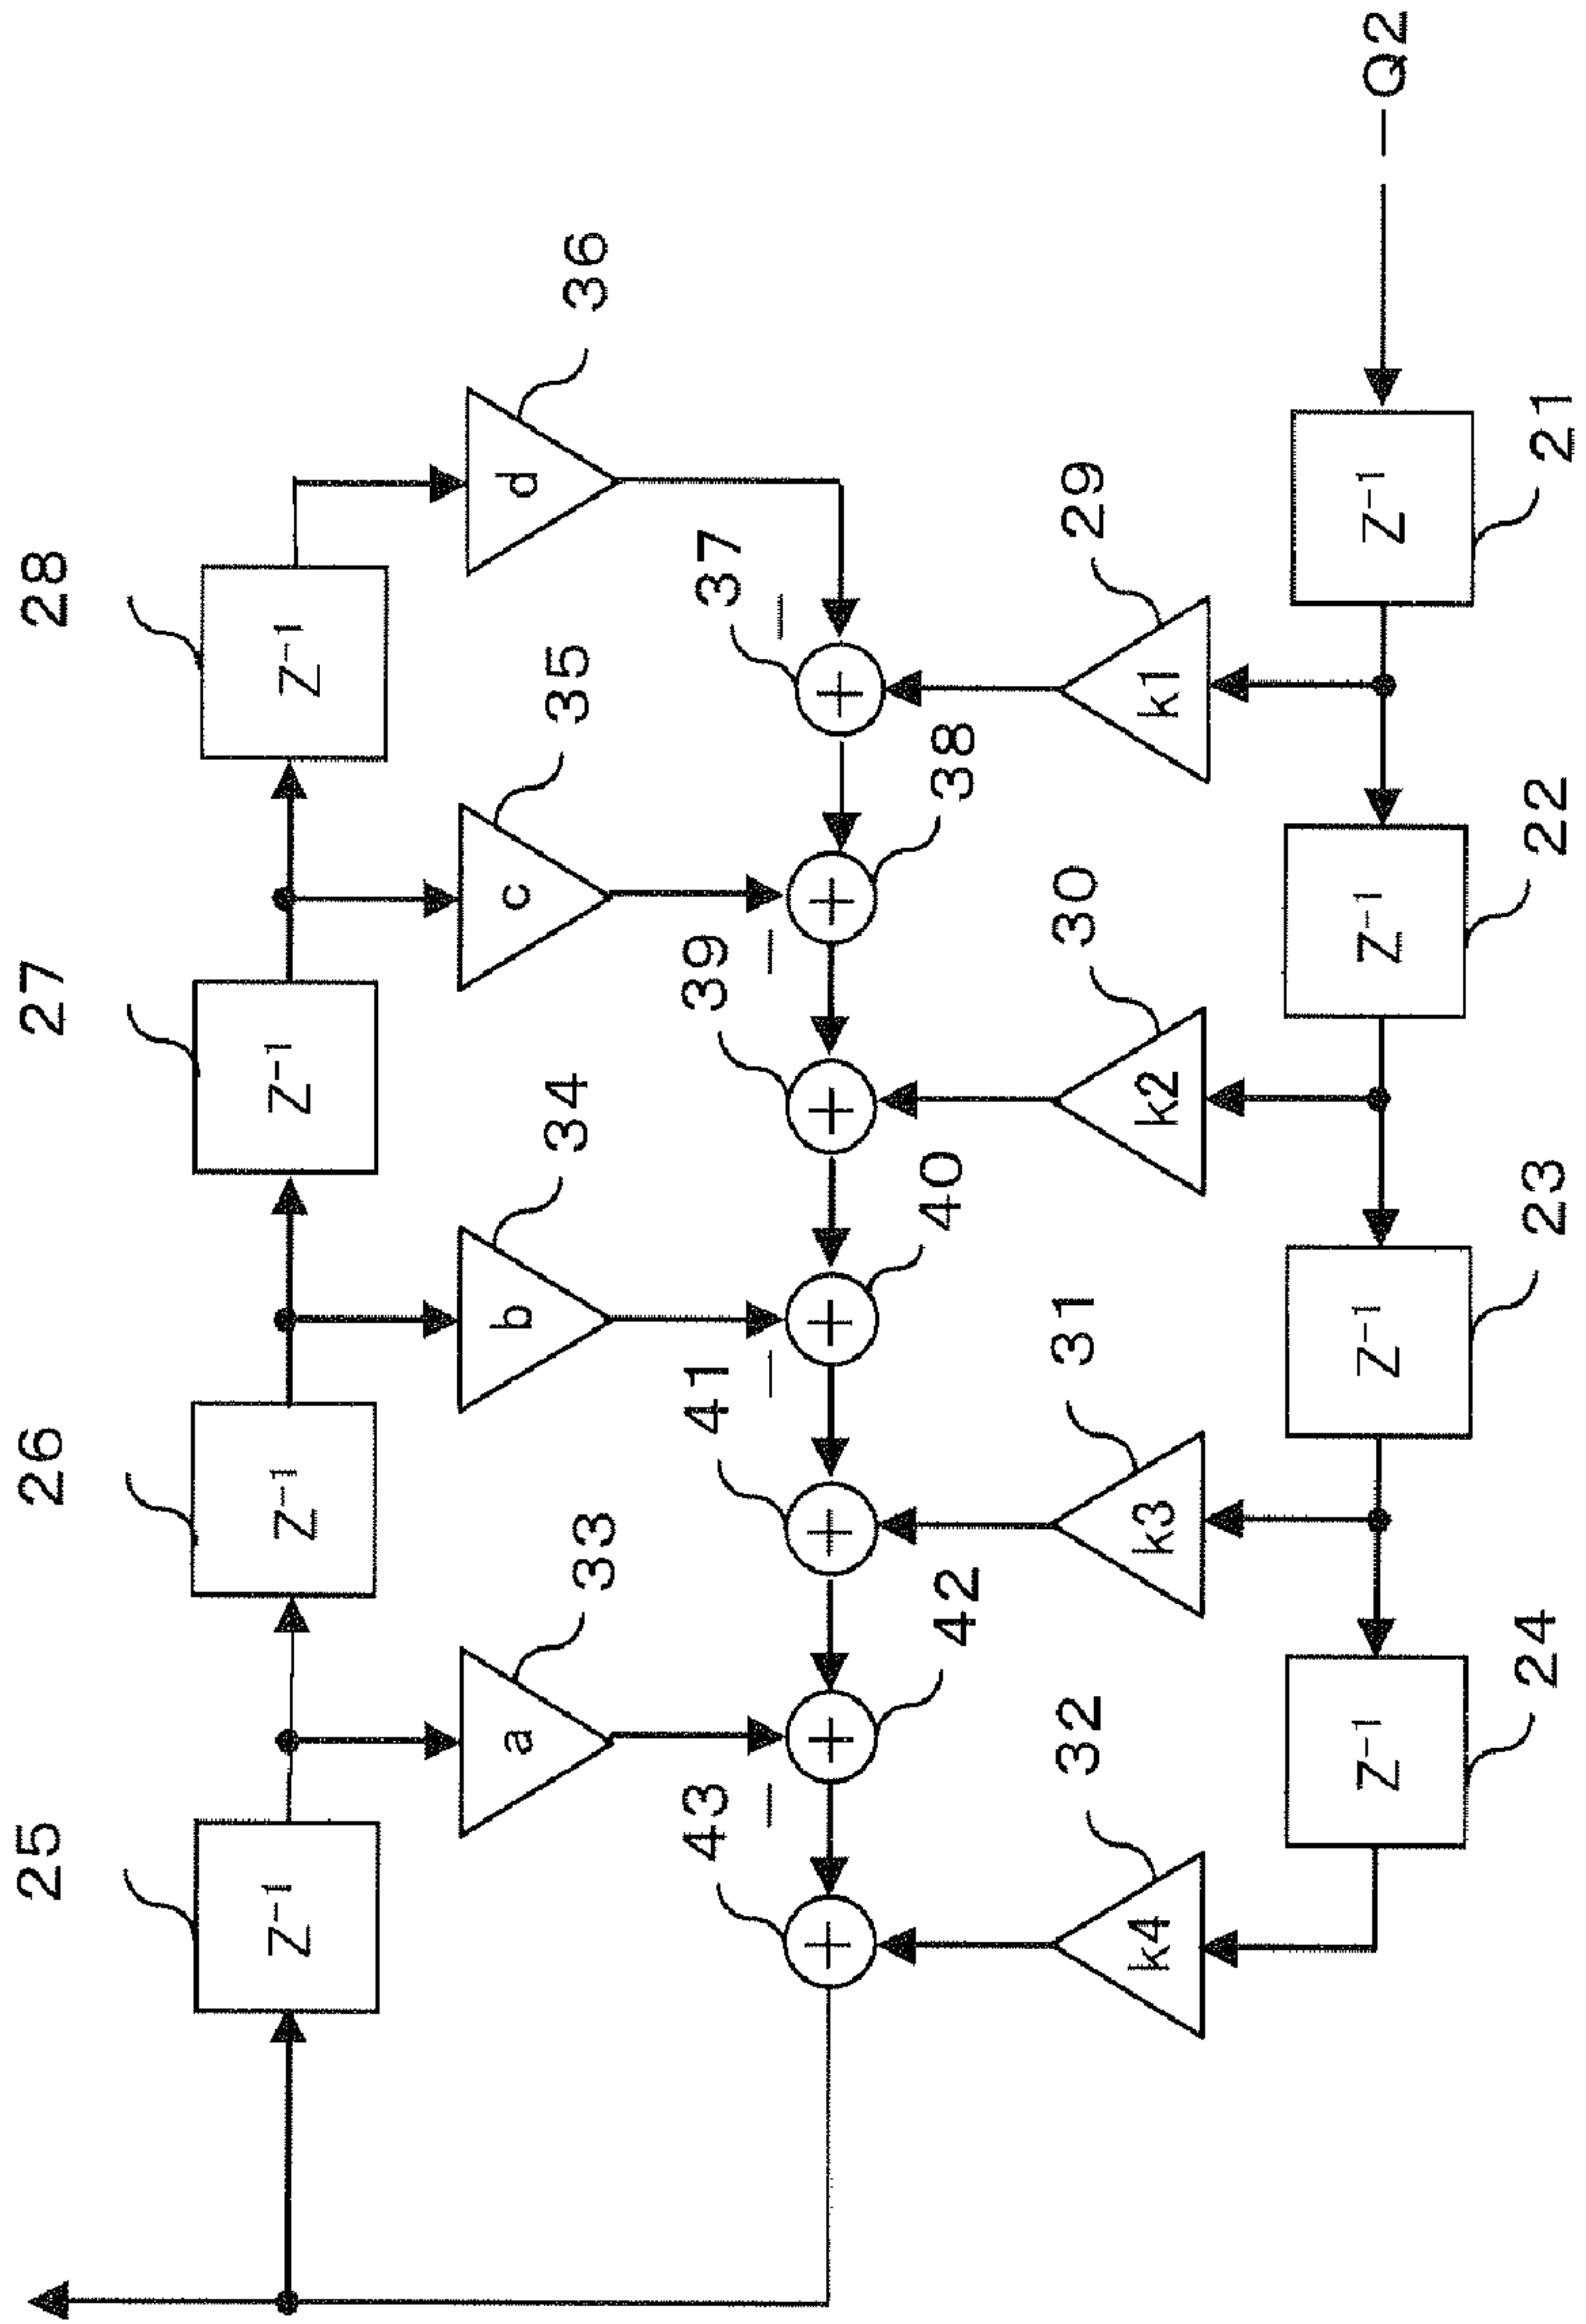 25 26 27 28
Z⁻¹ Z⁻¹ Z⁻¹ Z⁻¹
33 34 35 36
a b c d
43 − 41 − 39 − 37 −
+ + + + + + +
42 40 38
32 31 30 29
k4 k3 k2 k1
Z⁻¹ Z⁻¹ Z⁻¹ Z⁻¹ −Q2
24 23 22 21